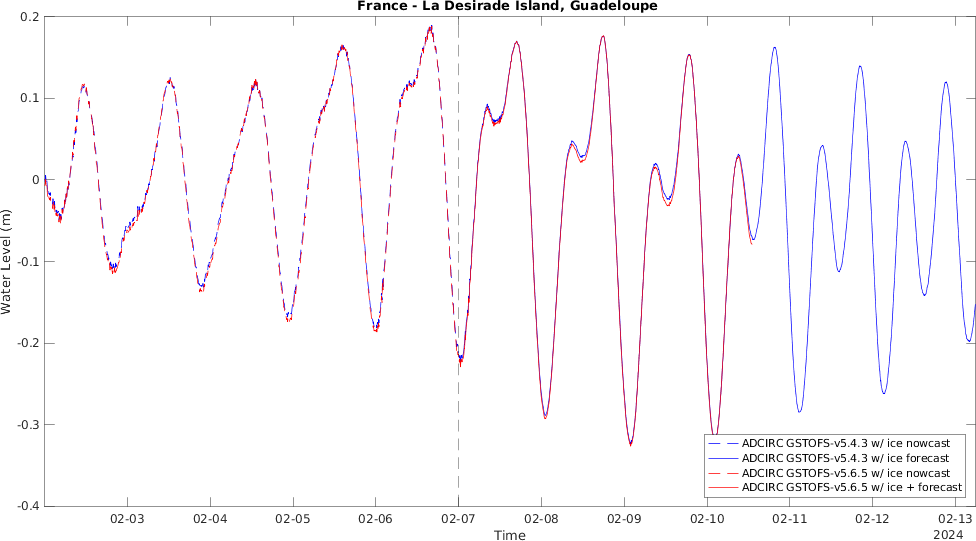 France - La Desirade Island, Guadeloupe
Water Level (m)
0.2
0.1
0
-0.1
-0.2
-0.3
-0.4
ADCIRC GSTOFS-v5.4.3 w/ ice nowcast
ADCIRC GSTOFS-v5.4.3 w/ ice forecast
ADCIRC GSTOFS-v5.6.5 w/ ice nowcast
ADCIRC GSTOFS-v5.6.5 w/ ice + forecast
02-03 02-04 02-05 02-06 02-07 02-08 02-09 02-10 02-11 02-12 02-13
Time
2024